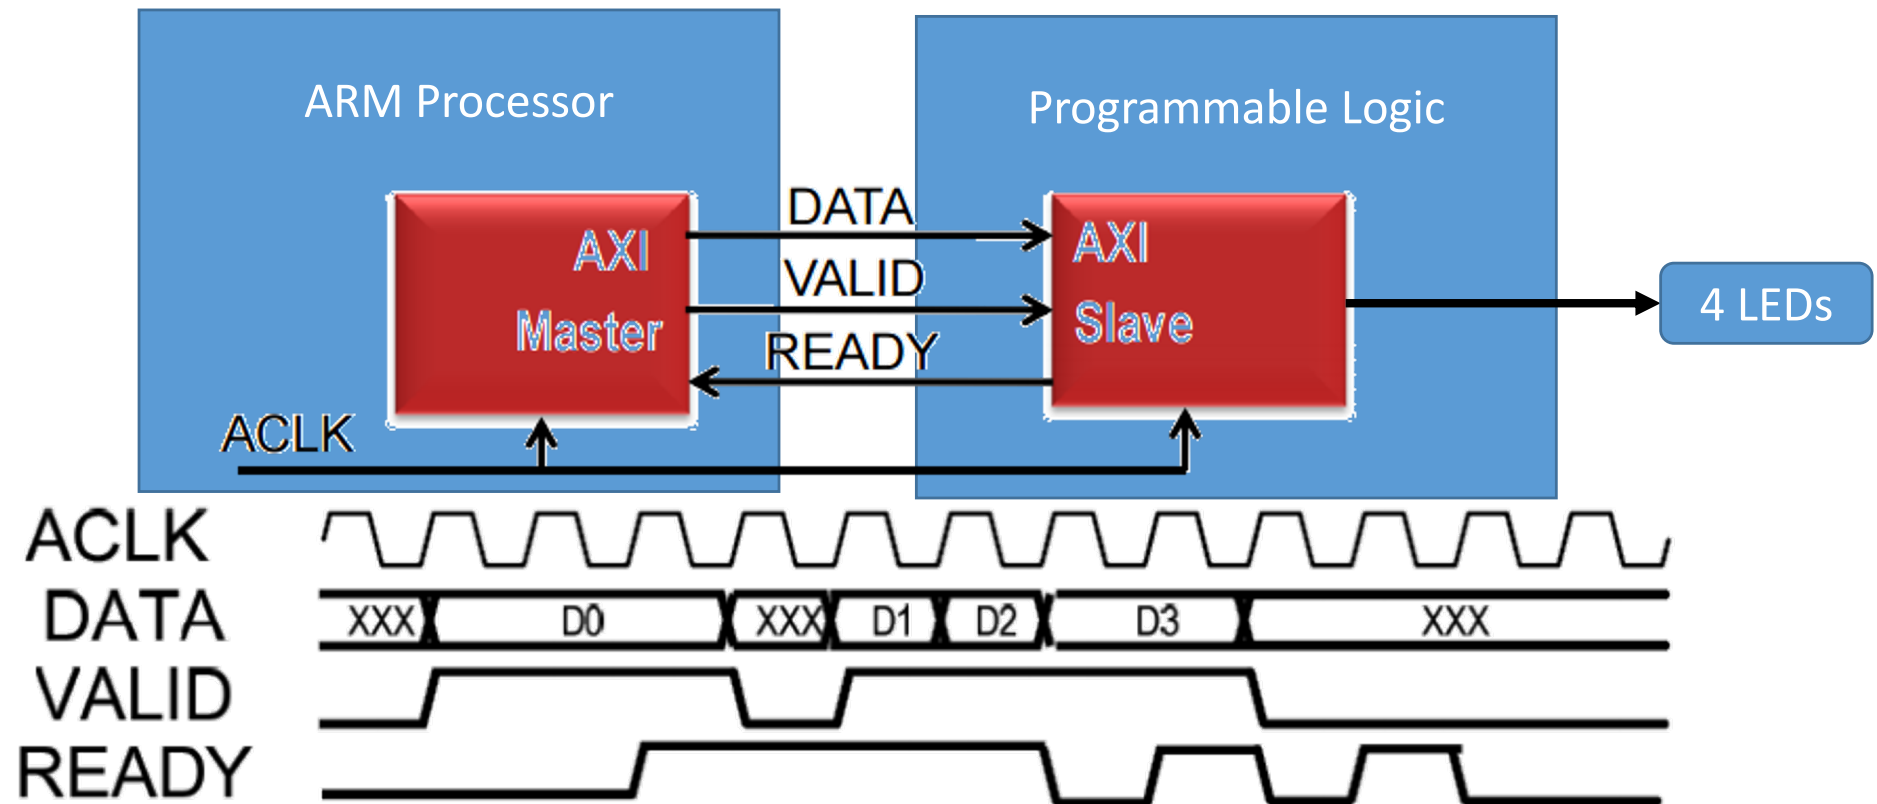 ARM Processor
Programmable Logic
AXI
Master
DATA
VALID
READY
AXI
Slave
4 LEDs
ACLK
ACLK
DATA
XXX D0 XXX D1 D2 D3 XXX
VALID
READY